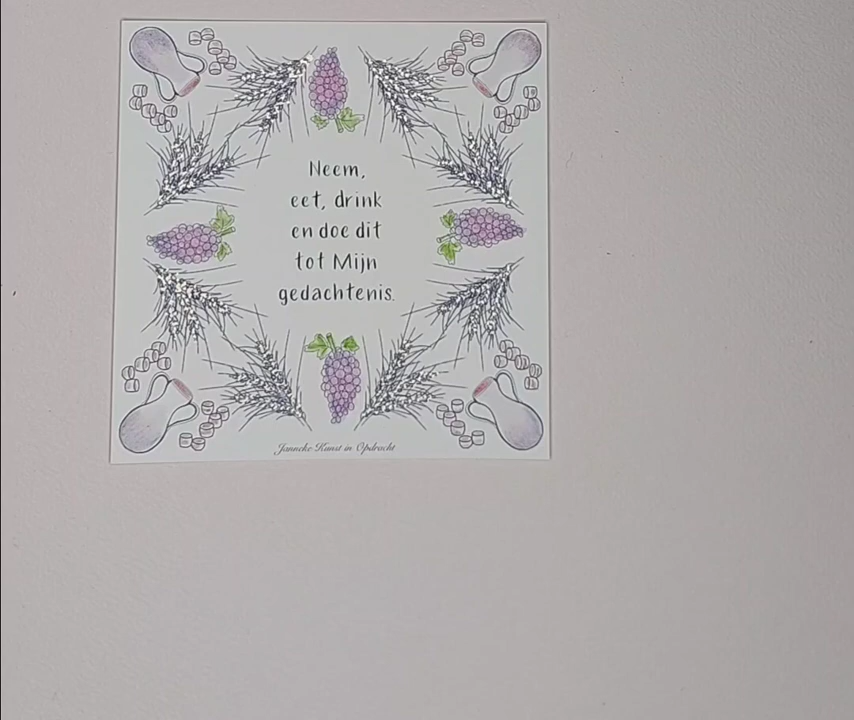 Neem,
eet, drink
en doe dit
tot Mijn
gedachtenis.
Janneke Kunst in Opdracht